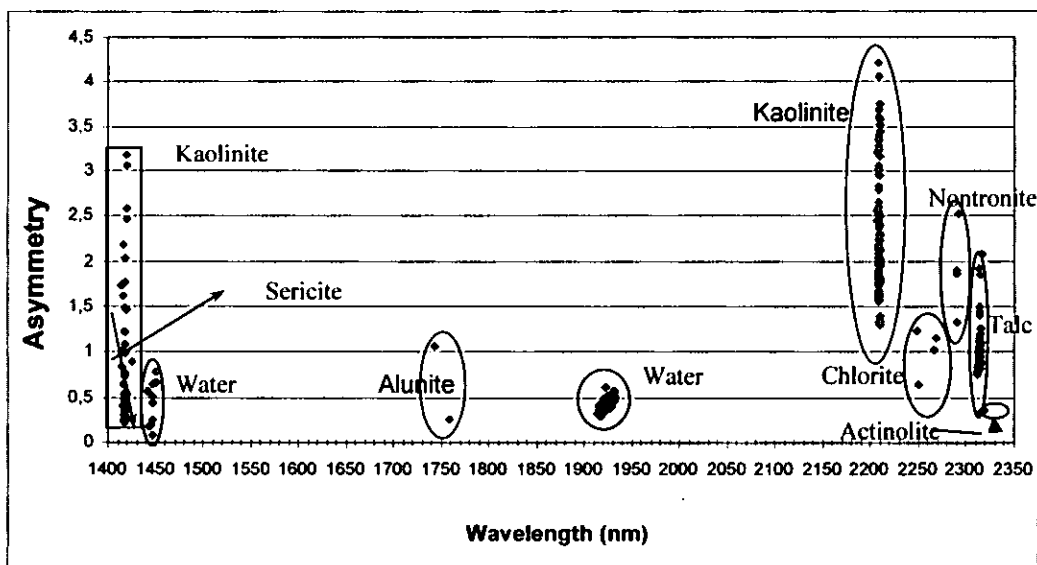 4,5
4
3,5
3
2,5
2
1,5
1
0,5
0
Asymmetry
Kaolinite
Sericite
Water
Alunite
Water
Kaolinite
Nontronite
Talc
Chlorite
Actinolite
1400 1450 1500 1550 1600 1650 1700 1750 1800 1850 1900 1950 2000 2050 2100 2150 2200 2250 2300 2350
Wavelength (nm)